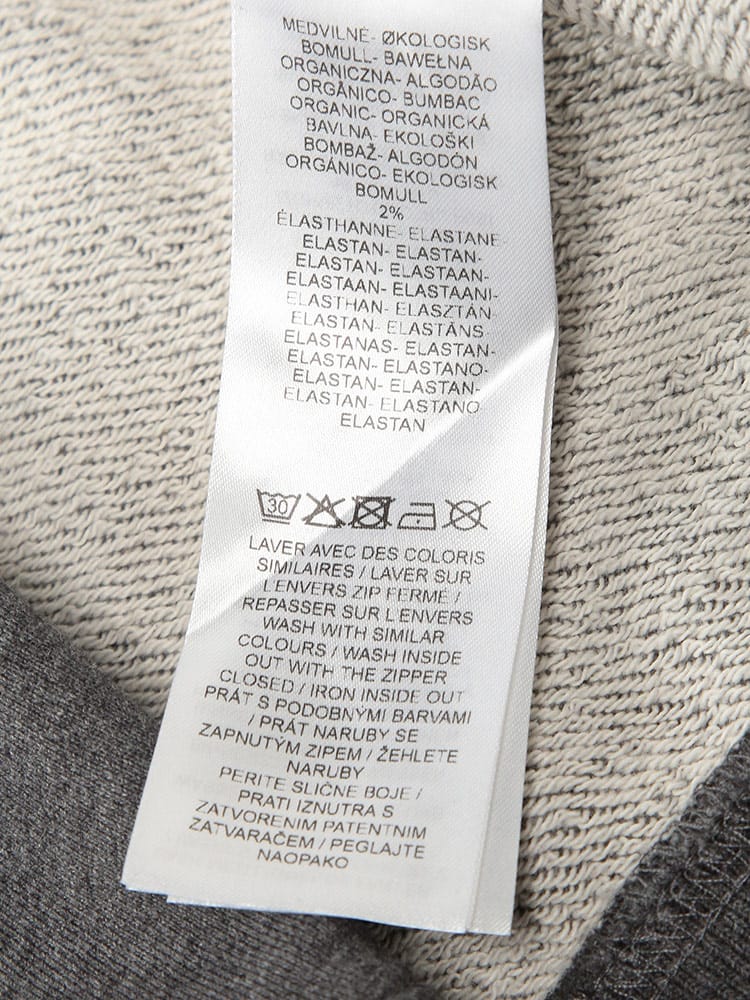 MEDVILNĖ- ØKOLOGISK
BOMULL- BAWEŁNA
ORGANICZNA- ALGODÃO
ORGÂNICO- BUMBAC
ORGANIC- ORGANICKÁ
BAVLNA- EKOLOŠKI
BOMBAŽ- ALGODÓN
ORGÁNICO- EKOLOGISK
BOMULL
2%
ÉLASTHANNE- ELASTANE-
ELASTAN- ELASTAN-
ELASTAN- ELASTAAN-
ELASTAAN- ELASTAANI-
ELASTHAN- ELASZTÁN-
ELASTAN- ELASTĀNS-
ELASTANAS- ELASTAN-
ELASTAN- ELASTANO-
ELASTAN- ELASTAN-
ELASTAN- ELASTANO-
ELASTAN
30
LAVER AVEC DES COLORIS
SIMILAIRES / LAVER SUR
L'ENVERS ZIP FERMÉ /
REPASSER SUR L'ENVERS
WASH WITH SIMILAR
COLOURS / WASH INSIDE
OUT WITH THE ZIPPER
CLOSED / IRON INSIDE OUT
PRÁT S PODOBNÝMI BARVAMI
/ PRÁT NARUBY SE
ZAPNUTÝM ZIPEM / ŽEHLETE
NARUBY
PERITE SLIČNE BOJE /
PRATI IZNUTRA S
ZATVORENIM PATENTNIM
ZATVARAČEM / PEGLAJTE
NAOPAKO